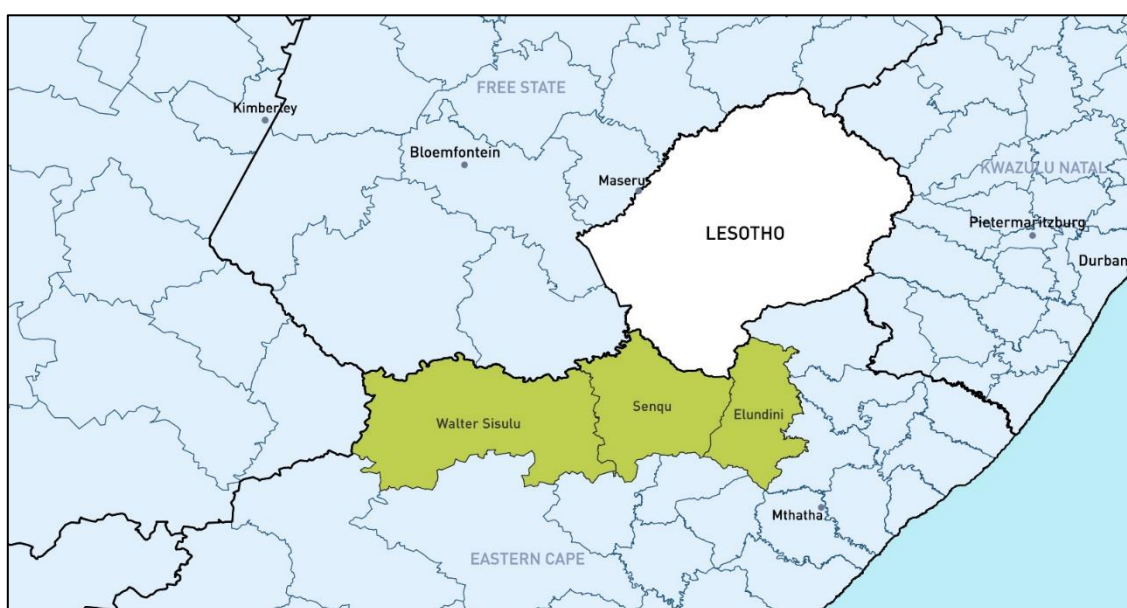 FREE STATE
Kimberley
Bloemfontein
KWAZULU NATAL
Maseru
Pietermaritzburg
LESOTHO
Durban
Senqu
Elundini
Walter Sisulu
Mthatha
EASTERN CAPE